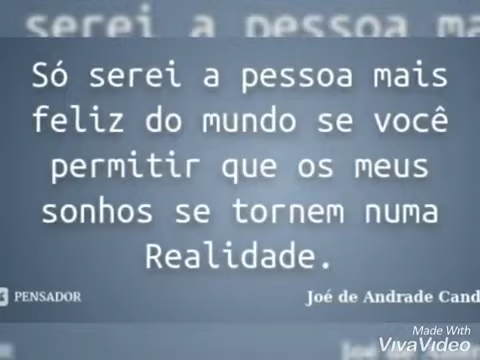 serei a pessoa
Só serei a pessoa mais
feliz do mundo se você
permitir que os meus
sonhos se tornem numa
Realidade.
PENSADOR
Joé de Andrade Cand
Made With
VivaVideo